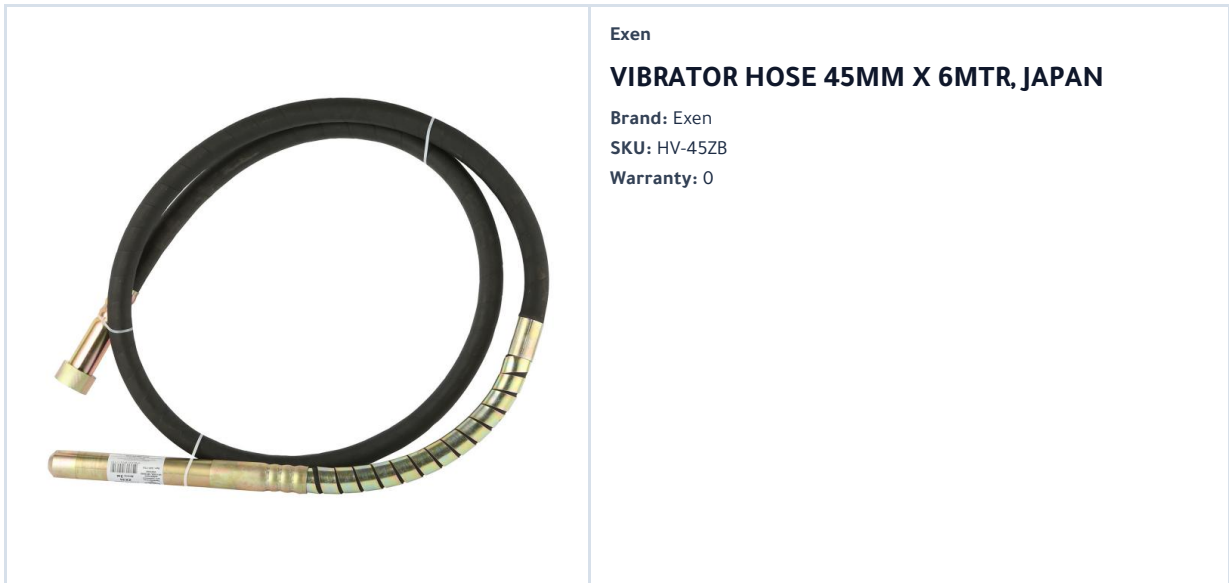 Exen
VIBRATOR HOSE 45MM X 6MTR, JAPAN
Brand: Exen
SKU: HV-45ZB
Warranty: 0